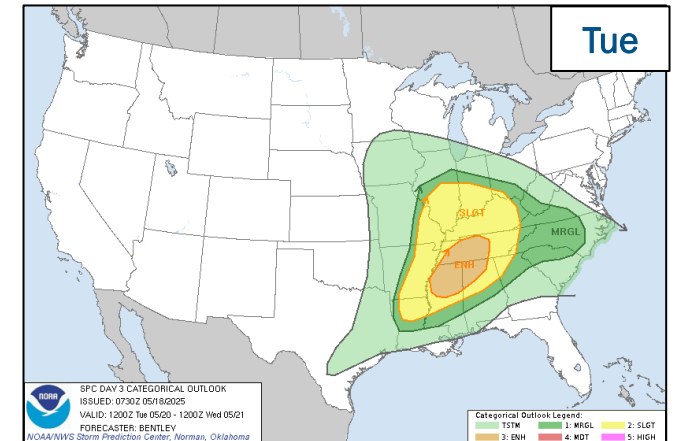 Tue
SLGT
MRGL
ENH
SPC DAY 3 CATEGORICAL OUTLOOK
ISSUED: 0730Z 05/18/2025
VALID: 1200Z Tue 05/20 - 1200Z Wed 05/21
FORECASTER: BENTLEY
NOAA/NWS Storm Prediction Center, Norman, Oklahoma
NOAA
Categorical Outlook Legend:
TSTM 1: MRGL 2: SLGT
3: ENH 4: MDT 5: HIGH